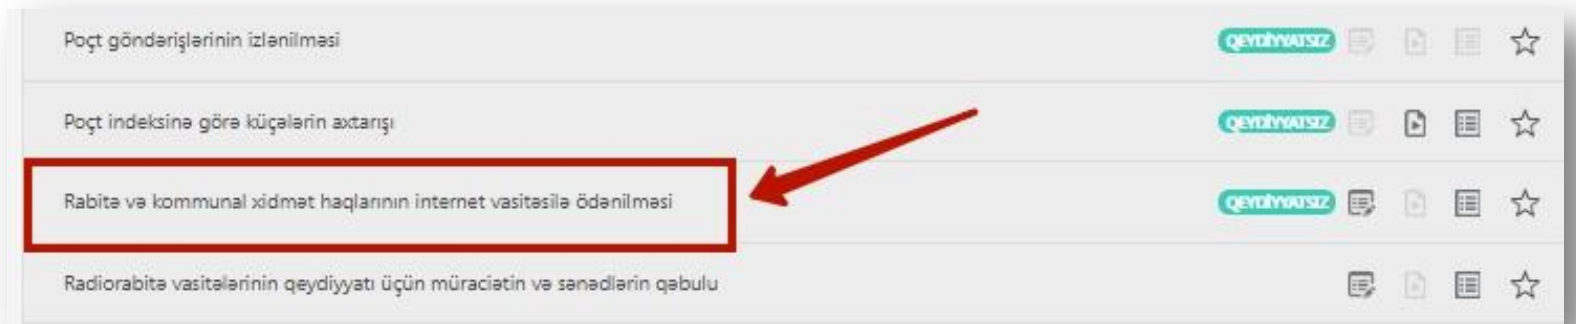 Poçt göndərişlərinin izlənilməsi QEYDİYYATSIZ
Poçt indeksinə görə küçələrin axtarışı QEYDİYYATSIZ
Rabitə və kommunal xidmət haqlarının internet vasitəsilə ödənilməsi QEYDİYYATSIZ
Radiorabitə vasitələrinin qeydiyyatı üçün müraciətin və sənədlərin qəbulu